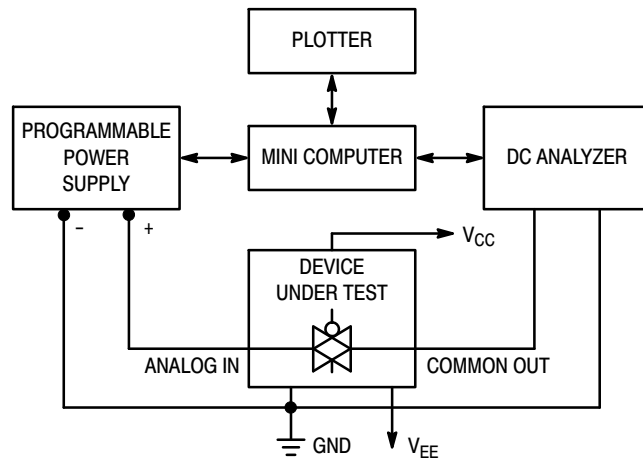 PLOTTER
PROGRAMMABLE
POWER
SUPPLY
MINI COMPUTER
DC ANALYZER
–
+
VCC
DEVICE
UNDER TEST
ANALOG IN
COMMON OUT
GND
VEE